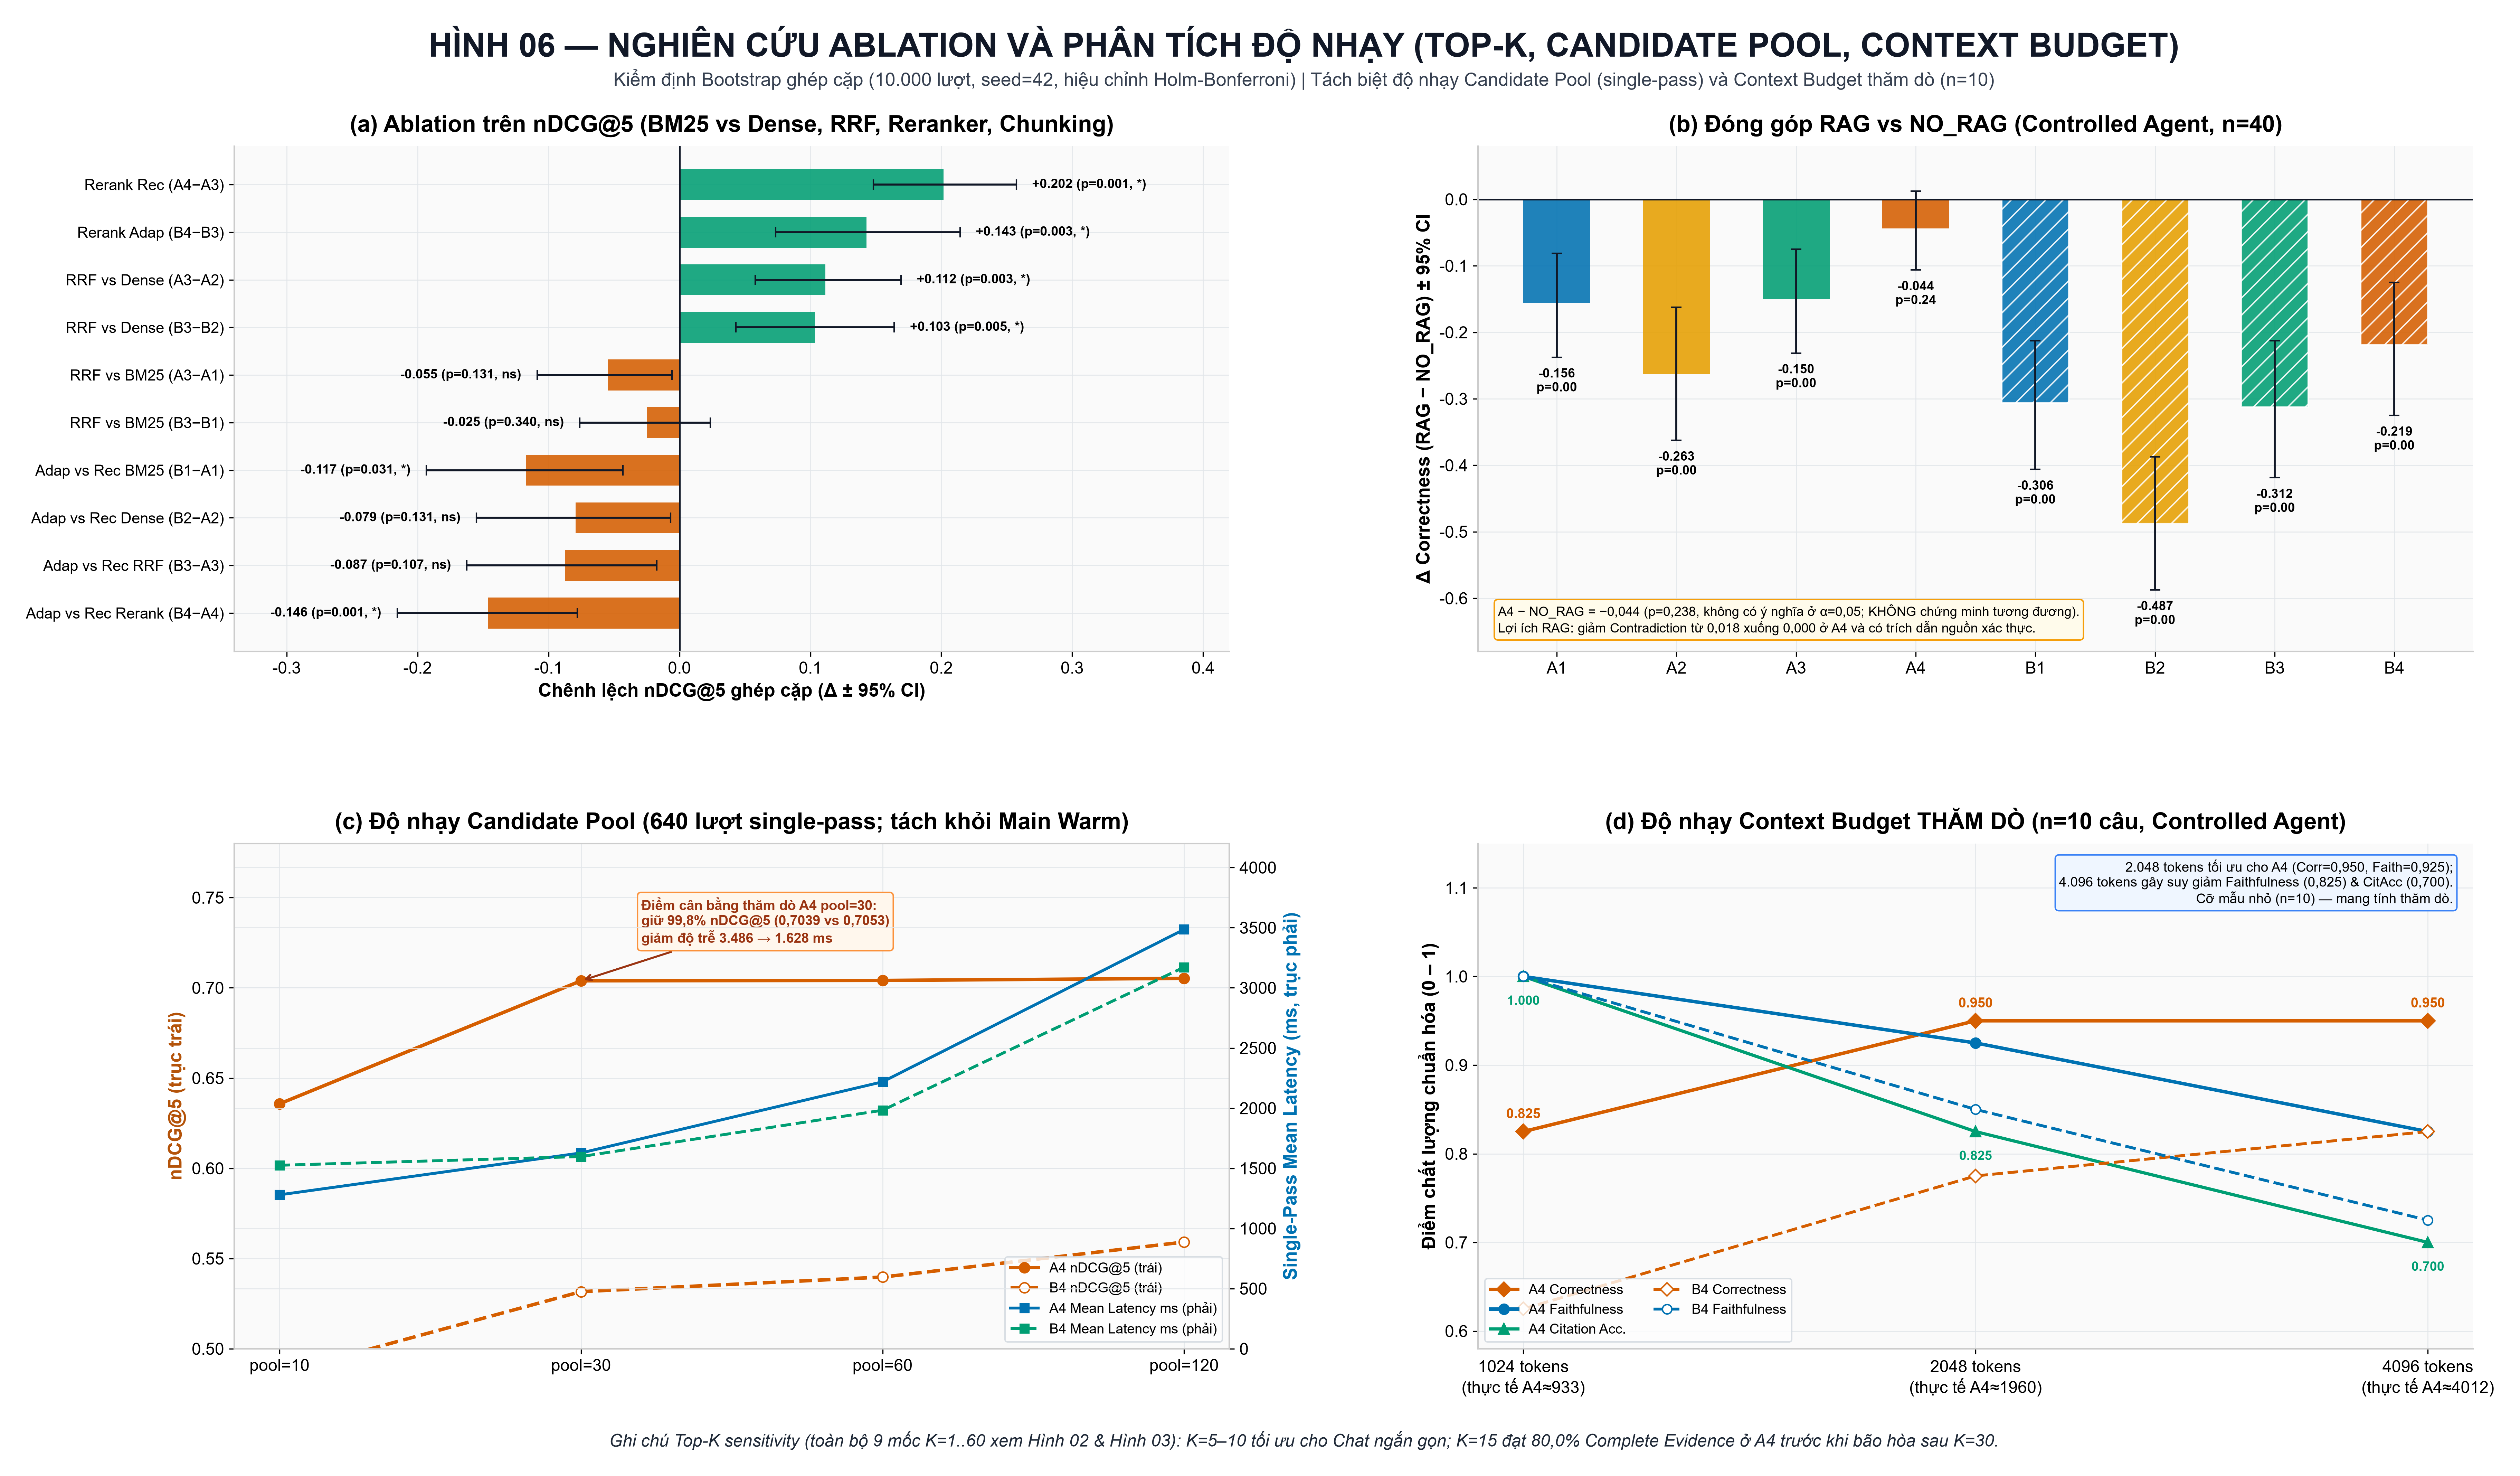 HÌNH 06 — NGHIÊN CỨU ABLATION VÀ PHÂN TÍCH ĐỘ NHẠY (TOP-K, CANDIDATE POOL, CONTEXT BUDGET)
Kiểm định Bootstrap ghép cặp (10.000 lượt, seed=42, hiệu chỉnh Holm-Bonferroni) | Tách biệt độ nhạy Candidate Pool (single-pass) và Context Budget thăm dò (n=10)
(a) Ablation trên nDCG@5 (BM25 vs Dense, RRF, Reranker, Chunking)
Rerank Rec (A4−A3)
+0.202 (p=0.001, *)
Rerank Adap (B4−B3)
+0.143 (p=0.003, *)
RRF vs Dense (A3−A2)
+0.112 (p=0.003, *)
RRF vs Dense (B3−B2)
+0.103 (p=0.005, *)
RRF vs BM25 (A3−A1)
-0.055 (p=0.131, ns)
RRF vs BM25 (B3−B1)
-0.025 (p=0.340, ns)
Adap vs Rec BM25 (B1−A1)
-0.117 (p=0.031, *)
Adap vs Rec Dense (B2−A2)
-0.079 (p=0.131, ns)
Adap vs Rec RRF (B3−A3)
-0.087 (p=0.107, ns)
Adap vs Rec Rerank (B4−A4)
-0.146 (p=0.001, *)
-0.3 -0.2 -0.1 0.0 0.1 0.2 0.3 0.4
Chênh lệch nDCG@5 ghép cặp (Δ ± 95% CI)
(b) Đóng góp RAG vs NO_RAG (Controlled Agent, n=40)
Δ Correctness (RAG − NO_RAG) ± 95% CI
0.0
-0.1
-0.2
-0.3
-0.4
-0.5
-0.6
-0.156
p=0.00
-0.263
p=0.00
-0.150
p=0.00
-0.044
p=0.24
-0.306
p=0.00
-0.487
p=0.00
-0.312
p=0.00
-0.219
p=0.00
A4 − NO_RAG = −0,044 (p=0,238, không có ý nghĩa ở α=0,05; KHÔNG chứng minh tương đương).
Lợi ích RAG: giảm Contradiction từ 0,018 xuống 0,000 ở A4 và có trích dẫn nguồn xác thực.
A1 A2 A3 A4 B1 B2 B3 B4
(c) Độ nhạy Candidate Pool (640 lượt single-pass; tách khỏi Main Warm)
nDCG@5 (trục trái)
0.75
0.70
0.65
0.60
0.55
0.50
Điểm cân bằng thăm dò A4 pool=30:
giữ 99,8% nDCG@5 (0,7039 vs 0,7053)
giảm độ trễ 3.486 → 1.628 ms
A4 nDCG@5 (trái)
B4 nDCG@5 (trái)
A4 Mean Latency ms (phải)
B4 Mean Latency ms (phải)
4000
3500
3000
2500
2000
1500
1000
500
0
Single-Pass Mean Latency (ms, trục phải)
pool=10 pool=30 pool=60 pool=120
(d) Độ nhạy Context Budget THĂM DÒ (n=10 câu, Controlled Agent)
Điểm chất lượng chuẩn hóa (0 – 1)
1.1
1.0
0.9
0.8
0.7
0.6
2.048 tokens tối ưu cho A4 (Corr=0,950, Faith=0,925);
4.096 tokens gây suy giảm Faithfulness (0,825) & CitAcc (0,700).
Cỡ mẫu nhỏ (n=10) — mang tính thăm dò.
1.000
0.825
0.950
0.825
0.950
0.700
A4 Correctness
A4 Faithfulness
A4 Citation Acc.
B4 Correctness
B4 Faithfulness
1024 tokens
(thực tế A4≈933)
2048 tokens
(thực tế A4≈1960)
4096 tokens
(thực tế A4≈4012)
Ghi chú Top-K sensitivity (toàn bộ 9 mốc K=1..60 xem Hình 02 & Hình 03): K=5–10 tối ưu cho Chat ngắn gọn; K=15 đạt 80,0% Complete Evidence ở A4 trước khi bão hòa sau K=30.